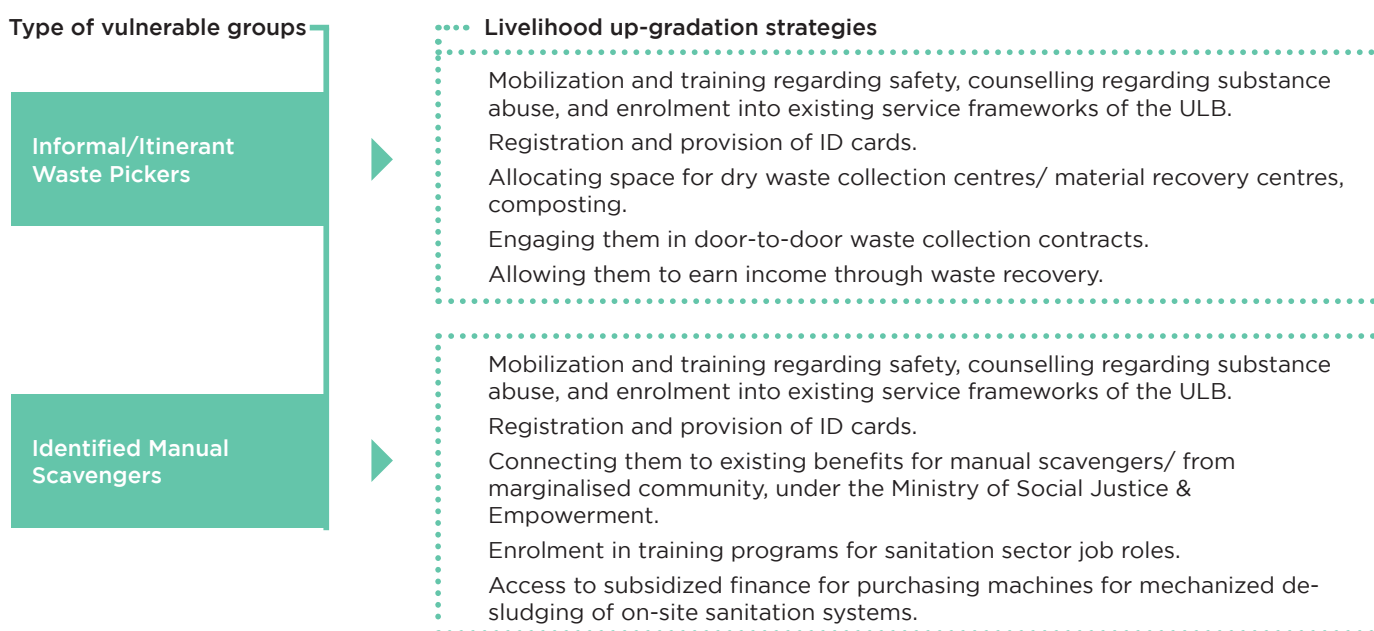 Type of vulnerable groups
Livelihood up-gradation strategies
Informal/Itinerant
Waste Pickers
Mobilization and training regarding safety, counselling regarding substance
abuse, and enrolment into existing service frameworks of the ULB.
Registration and provision of ID cards.
Allocating space for dry waste collection centres/ material recovery centres,
composting.
Engaging them in door-to-door waste collection contracts.
Allowing them to earn income through waste recovery.
Identified Manual
Scavengers
Mobilization and training regarding safety, counselling regarding substance
abuse, and enrolment into existing service frameworks of the ULB.
Registration and provision of ID cards.
Connecting them to existing benefits for manual scavengers/ from
marginalised community, under the Ministry of Social Justice &
Empowerment.
Enrolment in training programs for sanitation sector job roles.
Access to subsidized finance for purchasing machines for mechanized de-
sludging of on-site sanitation systems.